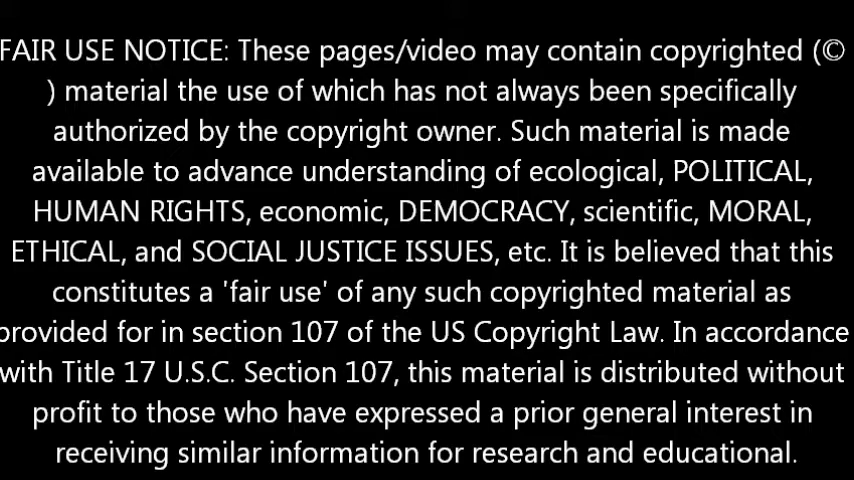 FAIR USE NOTICE: These pages/video may contain copyrighted (©
) material the use of which has not always been specifically
authorized by the copyright owner. Such material is made
available to advance understanding of ecological, POLITICAL,
HUMAN RIGHTS, economic, DEMOCRACY, scientific, MORAL,
ETHICAL, and SOCIAL JUSTICE ISSUES, etc. It is believed that this
constitutes a 'fair use' of any such copyrighted material as
provided for in section 107 of the US Copyright Law. In accordance
with Title 17 U.S.C. Section 107, this material is distributed without
profit to those who have expressed a prior general interest in
receiving similar information for research and educational.